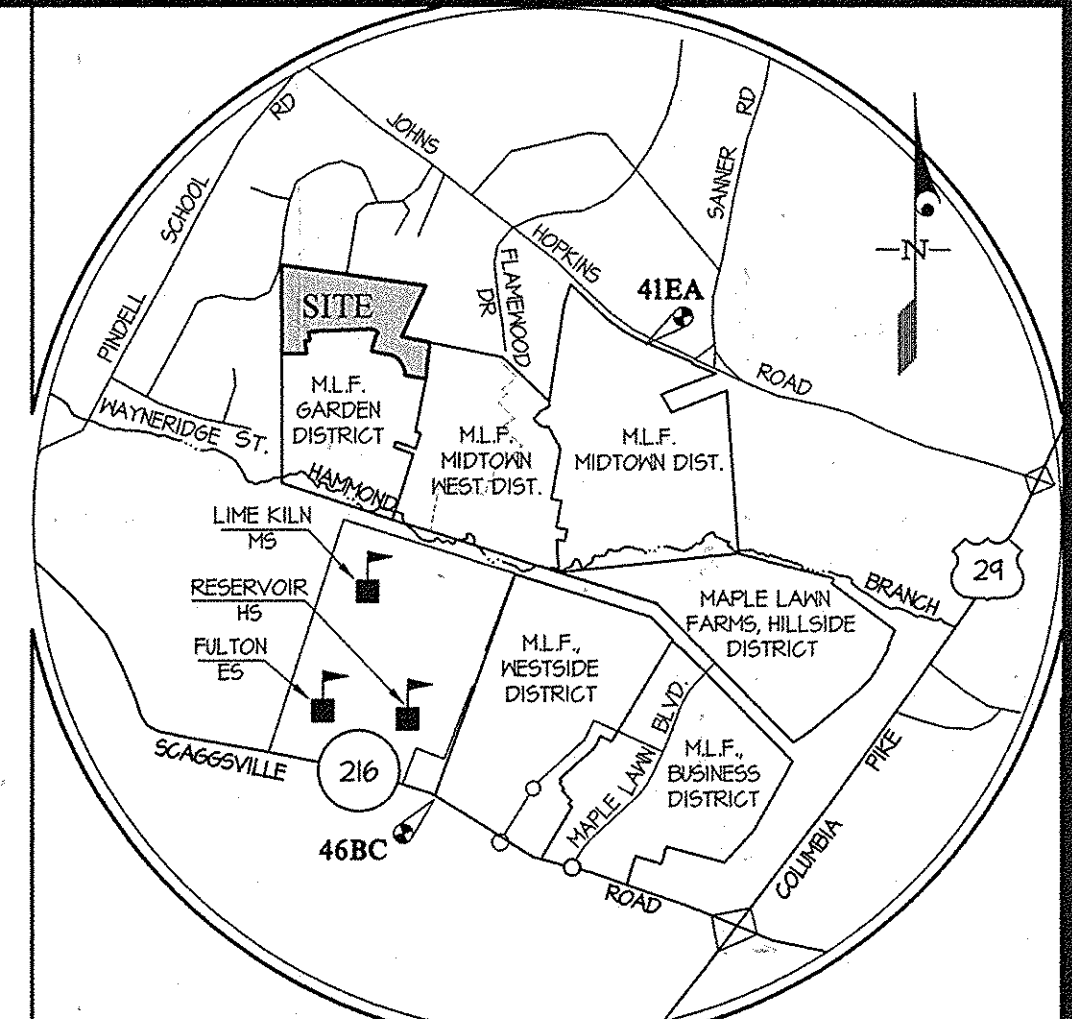 PINDELL
SCHOOL
RD
JOHNS
HOPKINS
ROAD
SANNER
RD
N
FLAMEWOOD
DR
41EA
SITE
M.L.F.
GARDEN
DISTRICT
M.L.F.
MIDTOWN
WEST DIST.
M.L.F.
MIDTOWN DIST.
WAYNERIDGE ST.
HAMMOND
BRANCH
29
LIME KILN
MS
RESERVOIR
HS
FULTON
ES
MAPLE LAWN
FARMS, HILLSIDE
DISTRICT
M.L.F.,
WESTSIDE
DISTRICT
MAPLE LAWN BLVD.
M.L.F.,
BUSINESS
DISTRICT
SCAGGSVILLE
216
ROAD
46BC
COLUMBIA
PIKE